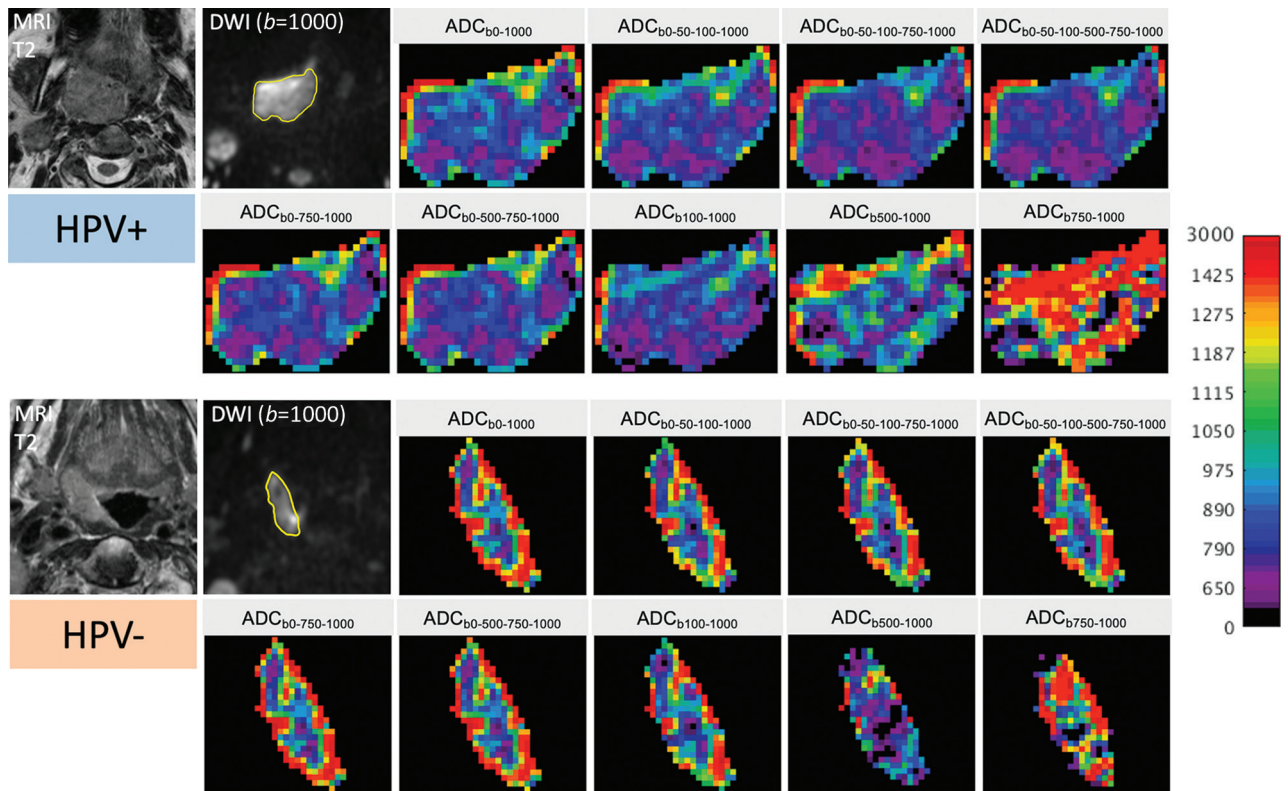 MRI
T2
DWI (b=1000)
ADCb0-1000
ADCb0-50-100-1000
ADCb0-50-100-750-1000
ADCb0-50-100-500-750-1000
HPV+
ADCb0-750-1000
ADCb0-500-750-1000
ADCb100-1000
ADCb500-1000
ADCb750-1000
3000
1425
1275
1187
1115
1050
975
890
790
650
0
MRI
T2
DWI (b=1000)
ADCb0-1000
ADCb0-50-100-1000
ADCb0-50-100-750-1000
ADCb0-50-100-500-750-1000
HPV-
ADCb0-750-1000
ADCb0-500-750-1000
ADCb100-1000
ADCb500-1000
ADCb750-1000